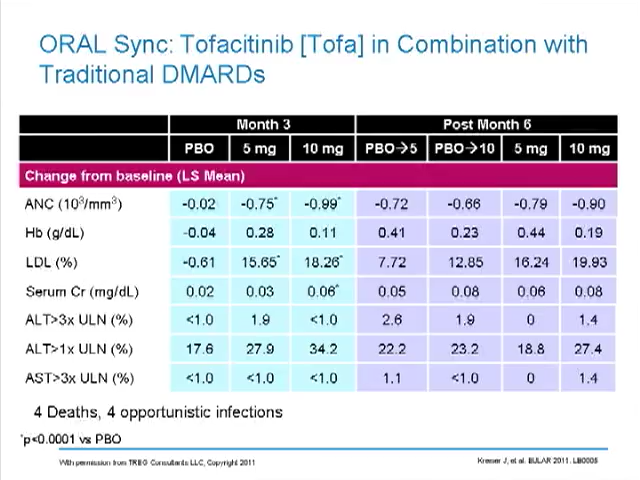 ORAL Sync: Tofacitinib [Tofa] in Combination with
Traditional DMARDs
Month 3 Post Month 6
PBO 5 mg 10 mg PBO→5 PBO→10 5 mg 10 mg
Change from baseline (LS Mean)
ANC (10³/mm³) -0.02 -0.75* -0.99* -0.72 -0.66 -0.79 -0.90
Hb (g/dL) -0.04 0.28 0.11 0.41 0.23 0.44 0.19
LDL (%) -0.61 15.65* 18.26* 7.72 12.85 16.24 19.93
Serum Cr (mg/dL) 0.02 0.03 0.06* 0.05 0.08 0.06 0.08
ALT>3x ULN (%) <1.0 1.9 <1.0 2.6 1.9 0 1.4
ALT>1x ULN (%) 17.6 27.9 34.2 22.2 23.2 18.8 27.4
AST>3x ULN (%) <1.0 <1.0 <1.0 1.1 <1.0 0 1.4
4 Deaths, 4 opportunistic infections
*p<0.0001 vs PBO
With permission from TREG Consultants LLC, Copyright 2011
Kremer J, et al. EULAR 2011. LB0005